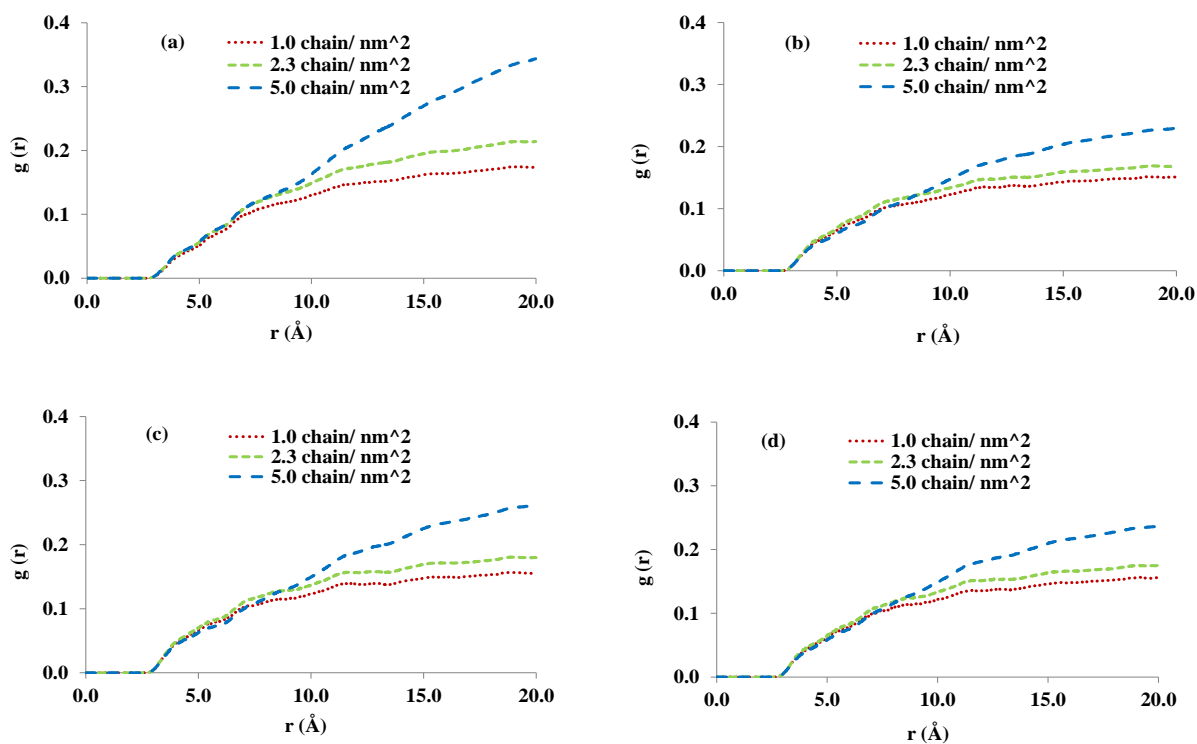 (a)
1.0 chain/ nm^2
2.3 chain/ nm^2
5.0 chain/ nm^2
0.4
0.3
0.2
0.1
0.0
g (r)
0.0 5.0 10.0 15.0 20.0
r (Å)
(b)
1.0 chain/ nm^2
2.3 chain/ nm^2
5.0 chain/ nm^2
0.4
0.3
0.2
0.1
0.0
g (r)
0.0 5.0 10.0 15.0 20.0
r (Å)
(c)
1.0 chain/ nm^2
2.3 chain/ nm^2
5.0 chain/ nm^2
0.4
0.3
0.2
0.1
0.0
g (r)
0.0 5.0 10.0 15.0 20.0
r (Å)
(d)
1.0 chain/ nm^2
2.3 chain/ nm^2
5.0 chain/ nm^2
0.4
0.3
0.2
0.1
0.0
g (r)
0.0 5.0 10.0 15.0 20.0
r (Å)